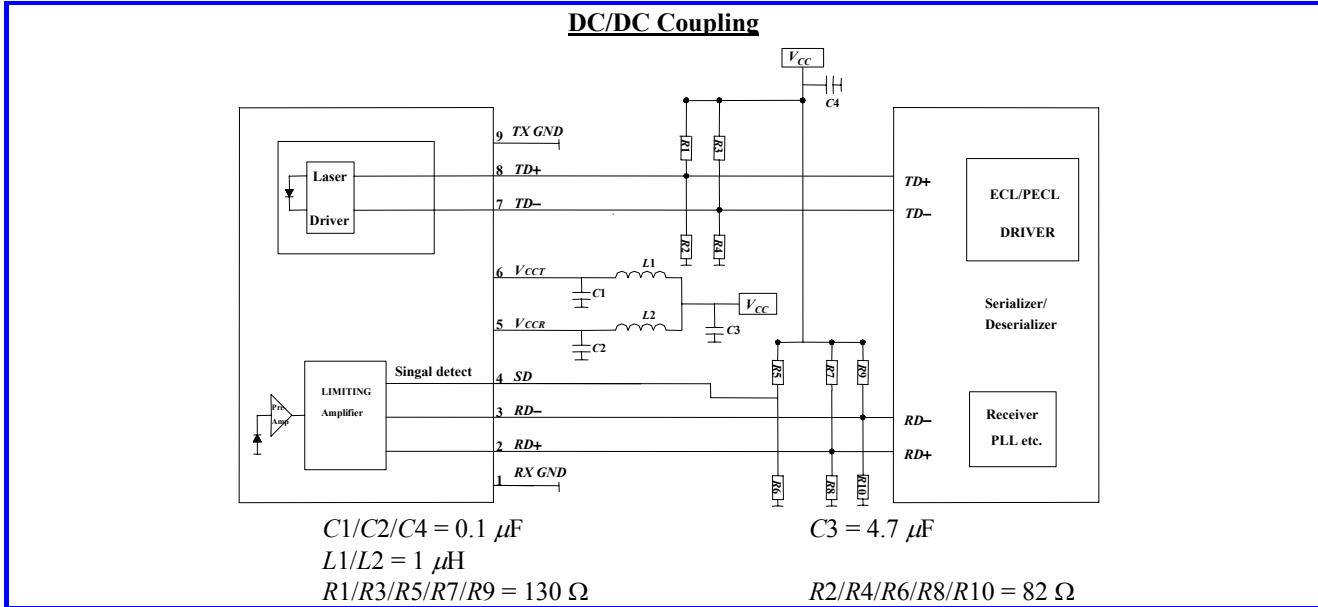 DC/DC Coupling
VCC
C4
9 TX GND
R1
R3
Laser
Driver
8 TD+
TD+
7 TD−
TD−
ECL/PECL
DRIVER
R2
R4
6 VCCT
L1
C1
VCC
C3
L2
5 VCCR
C2
Serializer/
Deserializer
Singal detect
4 SD
R5
R7
R9
LIMITING
Amplifier
Pre
Amp
3 RD−
RD−
2 RD+
RD+
Receiver
PLL etc.
1 RX GND
R6
R8
R10
C1/C2/C4 = 0.1 μF
C3 = 4.7 μF
L1/L2 = 1 μH
R1/R3/R5/R7/R9 = 130 Ω
R2/R4/R6/R8/R10 = 82 Ω